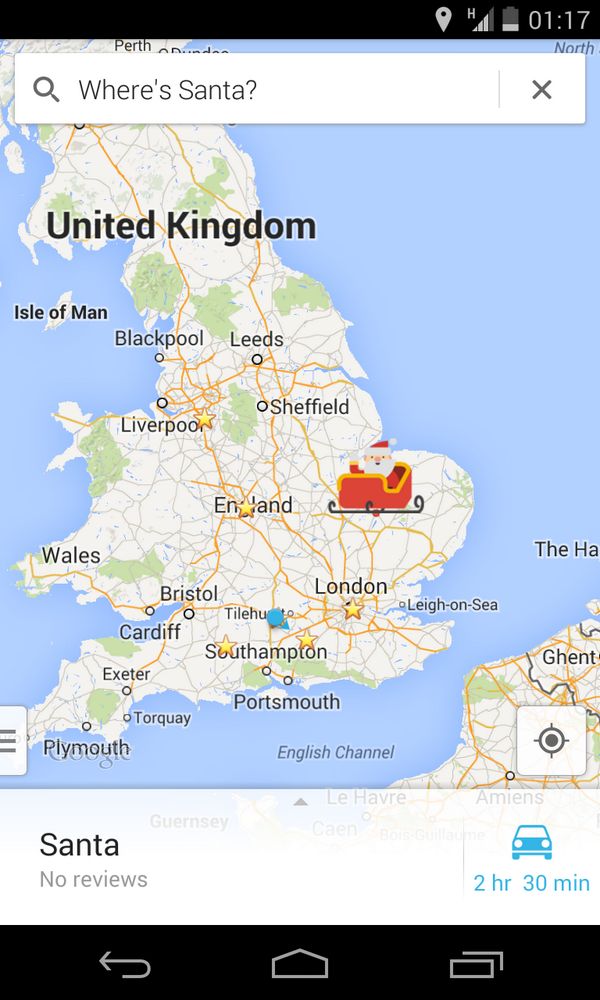 H
01:17
Perth
Dundee
North
Where's Santa?
United Kingdom
Isle of Man
Blackpool
Leeds
Sheffield
Liverpool
England
Wales
The Ha
London
Bristol
Leigh-on-Sea
Tilehurst
Cardiff
Southampton
Ghent
Exeter
Portsmouth
Torquay
Plymouth
Google
English Channel
Le Havre
Amiens
Guernsey
Caen
Bois-Guillaume
Santa
No reviews
2 hr 30 min